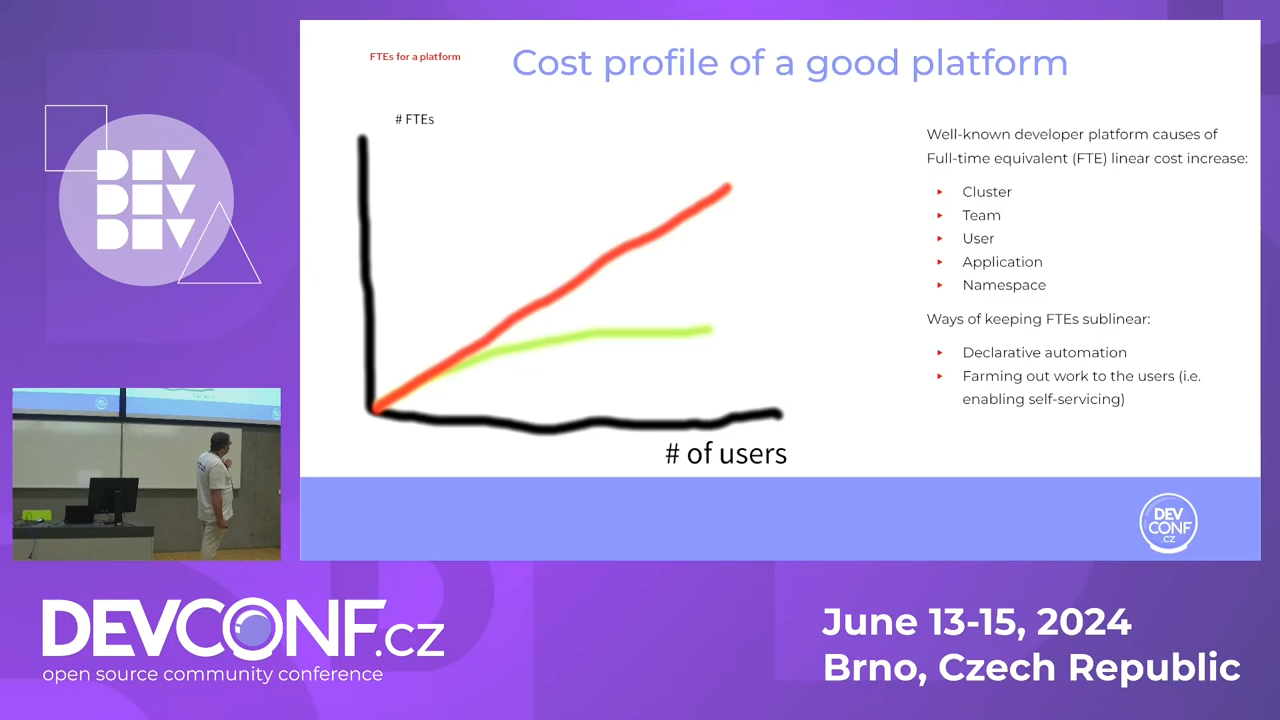 FTEs for a platform
Cost profile of a good platform
# FTEs
# of users
Well-known developer platform causes of
Full-time equivalent (FTE) linear cost increase:
Cluster
Team
User
Application
Namespace
Ways of keeping FTEs sublinear:
Declarative automation
Farming out work to the users (i.e.
enabling self-servicing)
DEV
CONF
.CZ
DEV
DEV
DEV
DEVCONF.cz
open source community conference
June 13-15, 2024
Brno, Czech Republic